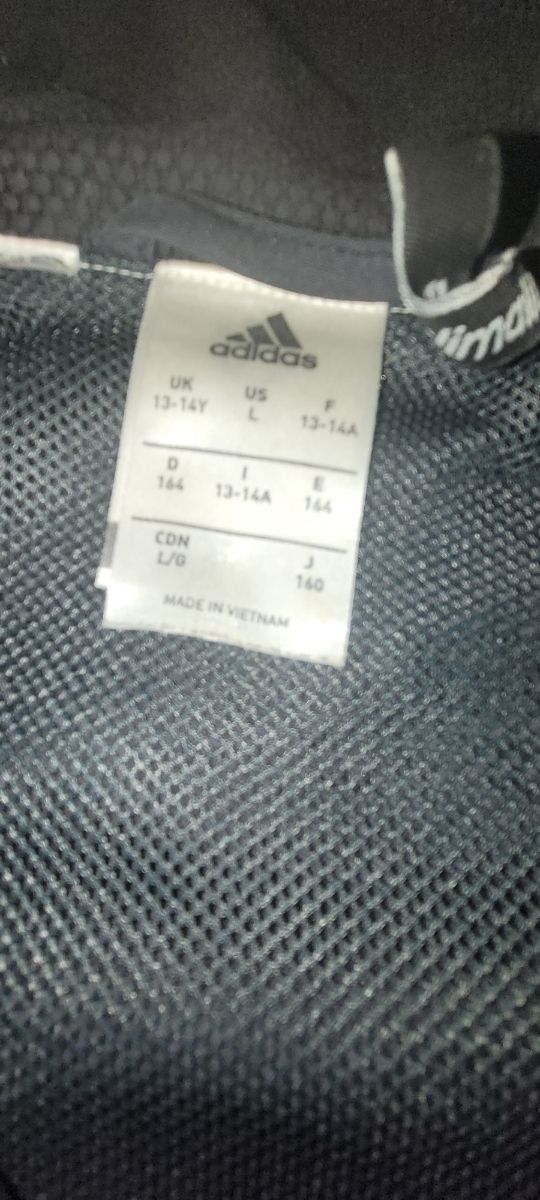 adidas
UK US F
13-14Y L 13-14A
D I E
164 13-14A 164
CDN J
L/G 160
MADE IN VIETNAM